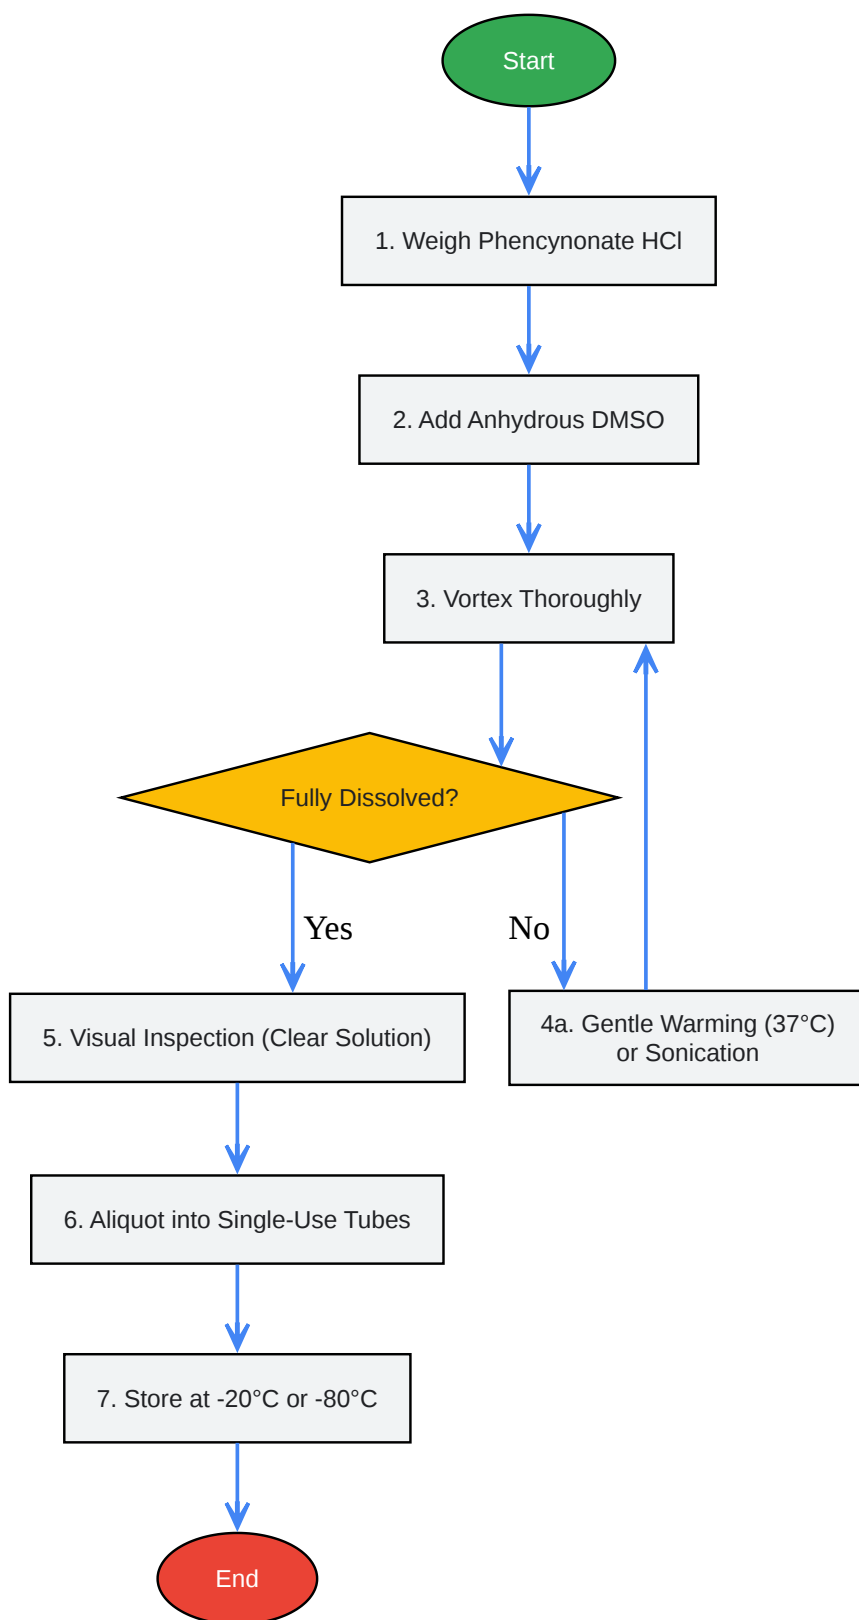 Start
1. Weigh Phencynonate HCl
2. Add Anhydrous DMSO
3. Vortex Thoroughly
Fully Dissolved?
Yes
No
5. Visual Inspection (Clear Solution)
4a. Gentle Warming (37°C)
or Sonication
6. Aliquot into Single-Use Tubes
7. Store at -20°C or -80°C
End